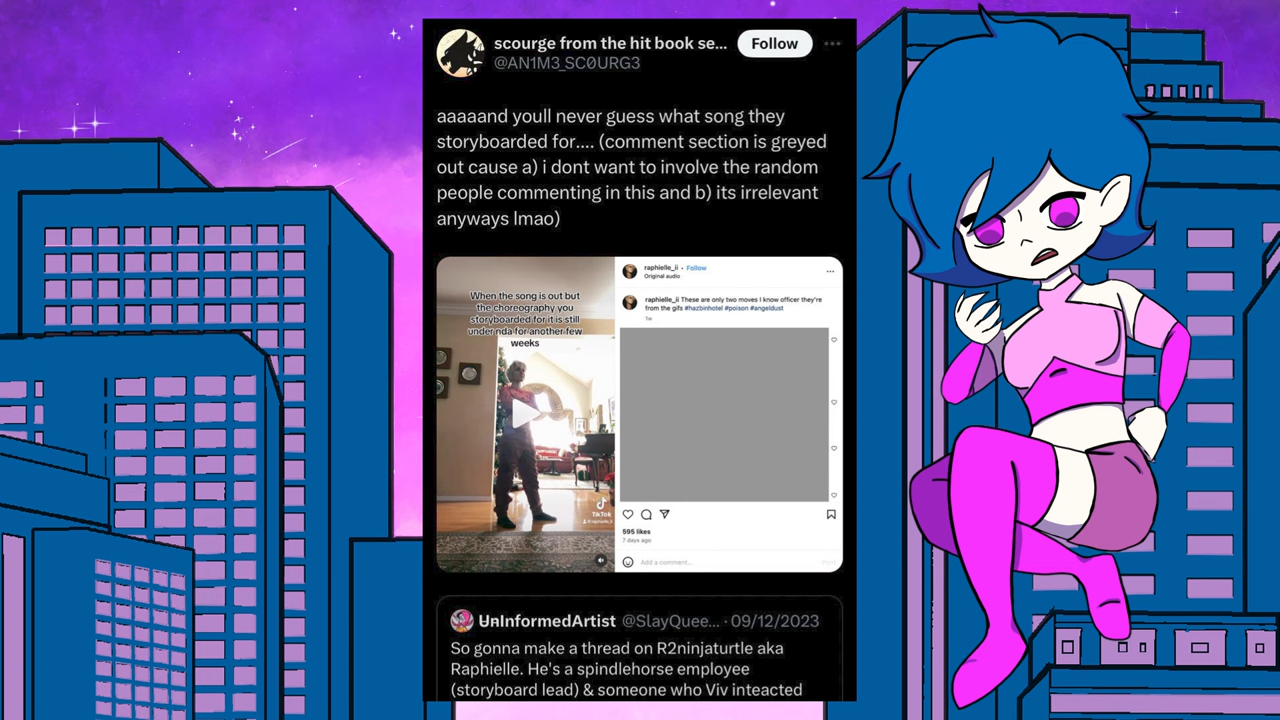 scourge from the hit book se...
Follow
@AN1M3_SC0URG3
aaaaand youll never guess what song they
storyboarded for.... (comment section is greyed
out cause a) i dont want to involve the random
people commenting in this and b) its irrelevant
anyways lmao)
When the song is out but
the choreography you
storyboarded for it is still
under nda for another few
weeks
TikTok
raphielle_ii • Follow
Original audio
raphielle_ii These are only two moves I know officer they're
from the gifs #hazbinhotel #poison #angeldust
1w
595 likes
7 days ago
Add a comment...
UnInformedArtist @SlayQuee... · 09/12/2023
So gonna make a thread on R2ninjaturtle aka
Raphielle. He's a spindlehorse employee
(storyboard lead) & someone who Viv inteacted